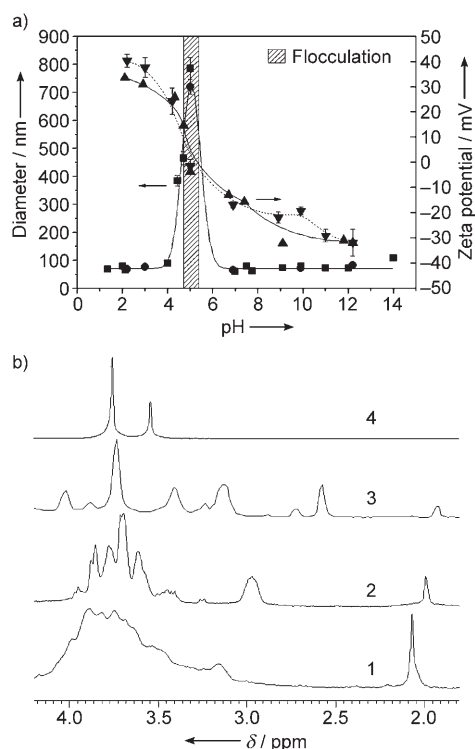 a)
900
800
700
600
500
400
300
200
100
0
Diameter / nm
Flocculation
50
40
30
20
10
0
–10
–20
–30
–40
–50
Zeta potential / mV
0 2 4 6 8 10 12 14
pH
b)
4
3
2
1
4.0 3.5 3.0 2.5 2.0
δ / ppm